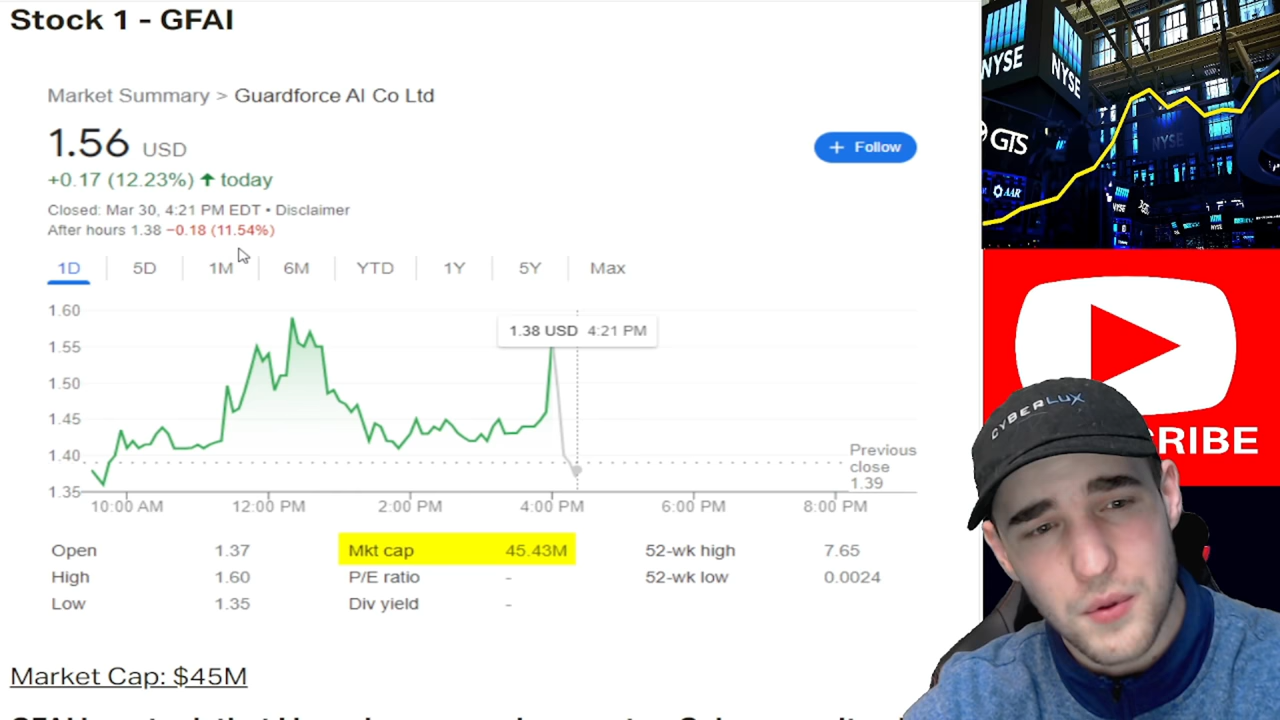 Stock 1 - GFAI
Market Summary > Guardforce AI Co Ltd
1.56 USD
+ Follow
+0.17 (12.23%) ↑ today
Closed: Mar 30, 4:21 PM EDT • Disclaimer
After hours 1.38 −0.18 (11.54%)
1D 5D 1M 6M YTD 1Y 5Y Max
1.60
1.38 USD 4:21 PM
1.55
1.50
1.45
1.40
Previous
close
1.39
1.35
10:00 AM 12:00 PM 2:00 PM 4:00 PM 6:00 PM 8:00 PM
Open 1.37 Mkt cap 45.43M 52-wk high 7.65
High 1.60 P/E ratio - 52-wk low 0.0024
Low 1.35 Div yield -
Market Cap: $45M
NYSE
NYSE
NYSE
GTS
AAR
CYBERLUX
RIBE